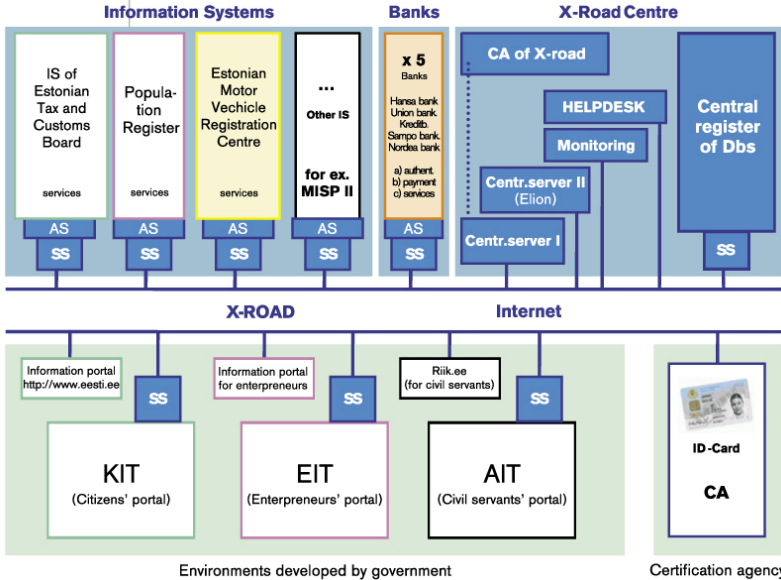 Information Systems
Banks
X-Road Centre
IS of
Estonian
Tax and
Customs
Board
services
Popula-
tion
Register
services
Estonian
Motor
Vechicle
Registration
Centre
services
...
Other IS
for ex.
MISP II
x 5
Banks
Hansa bank
Union bank.
Kreditb.
Sampo bank.
Nordea bank
a) authent.
b) payment
c) services
CA of X-road
HELPDESK
Monitoring
Centr.server II
(Elion)
Centr.server I
Central
register
of Dbs
AS
SS
AS
SS
AS
SS
AS
SS
AS
SS
SS
X-ROAD
Internet
Information portal
http://www.eesti.ee
SS
KIT
(Citizens' portal)
Information portal
for enterpreneurs
SS
EIT
(Enterpreneurs' portal)
Riik.ee
(for civil servants)
SS
AIT
(Civil servants' portal)
ID-Card
CA
Environments developed by government
Certification agency